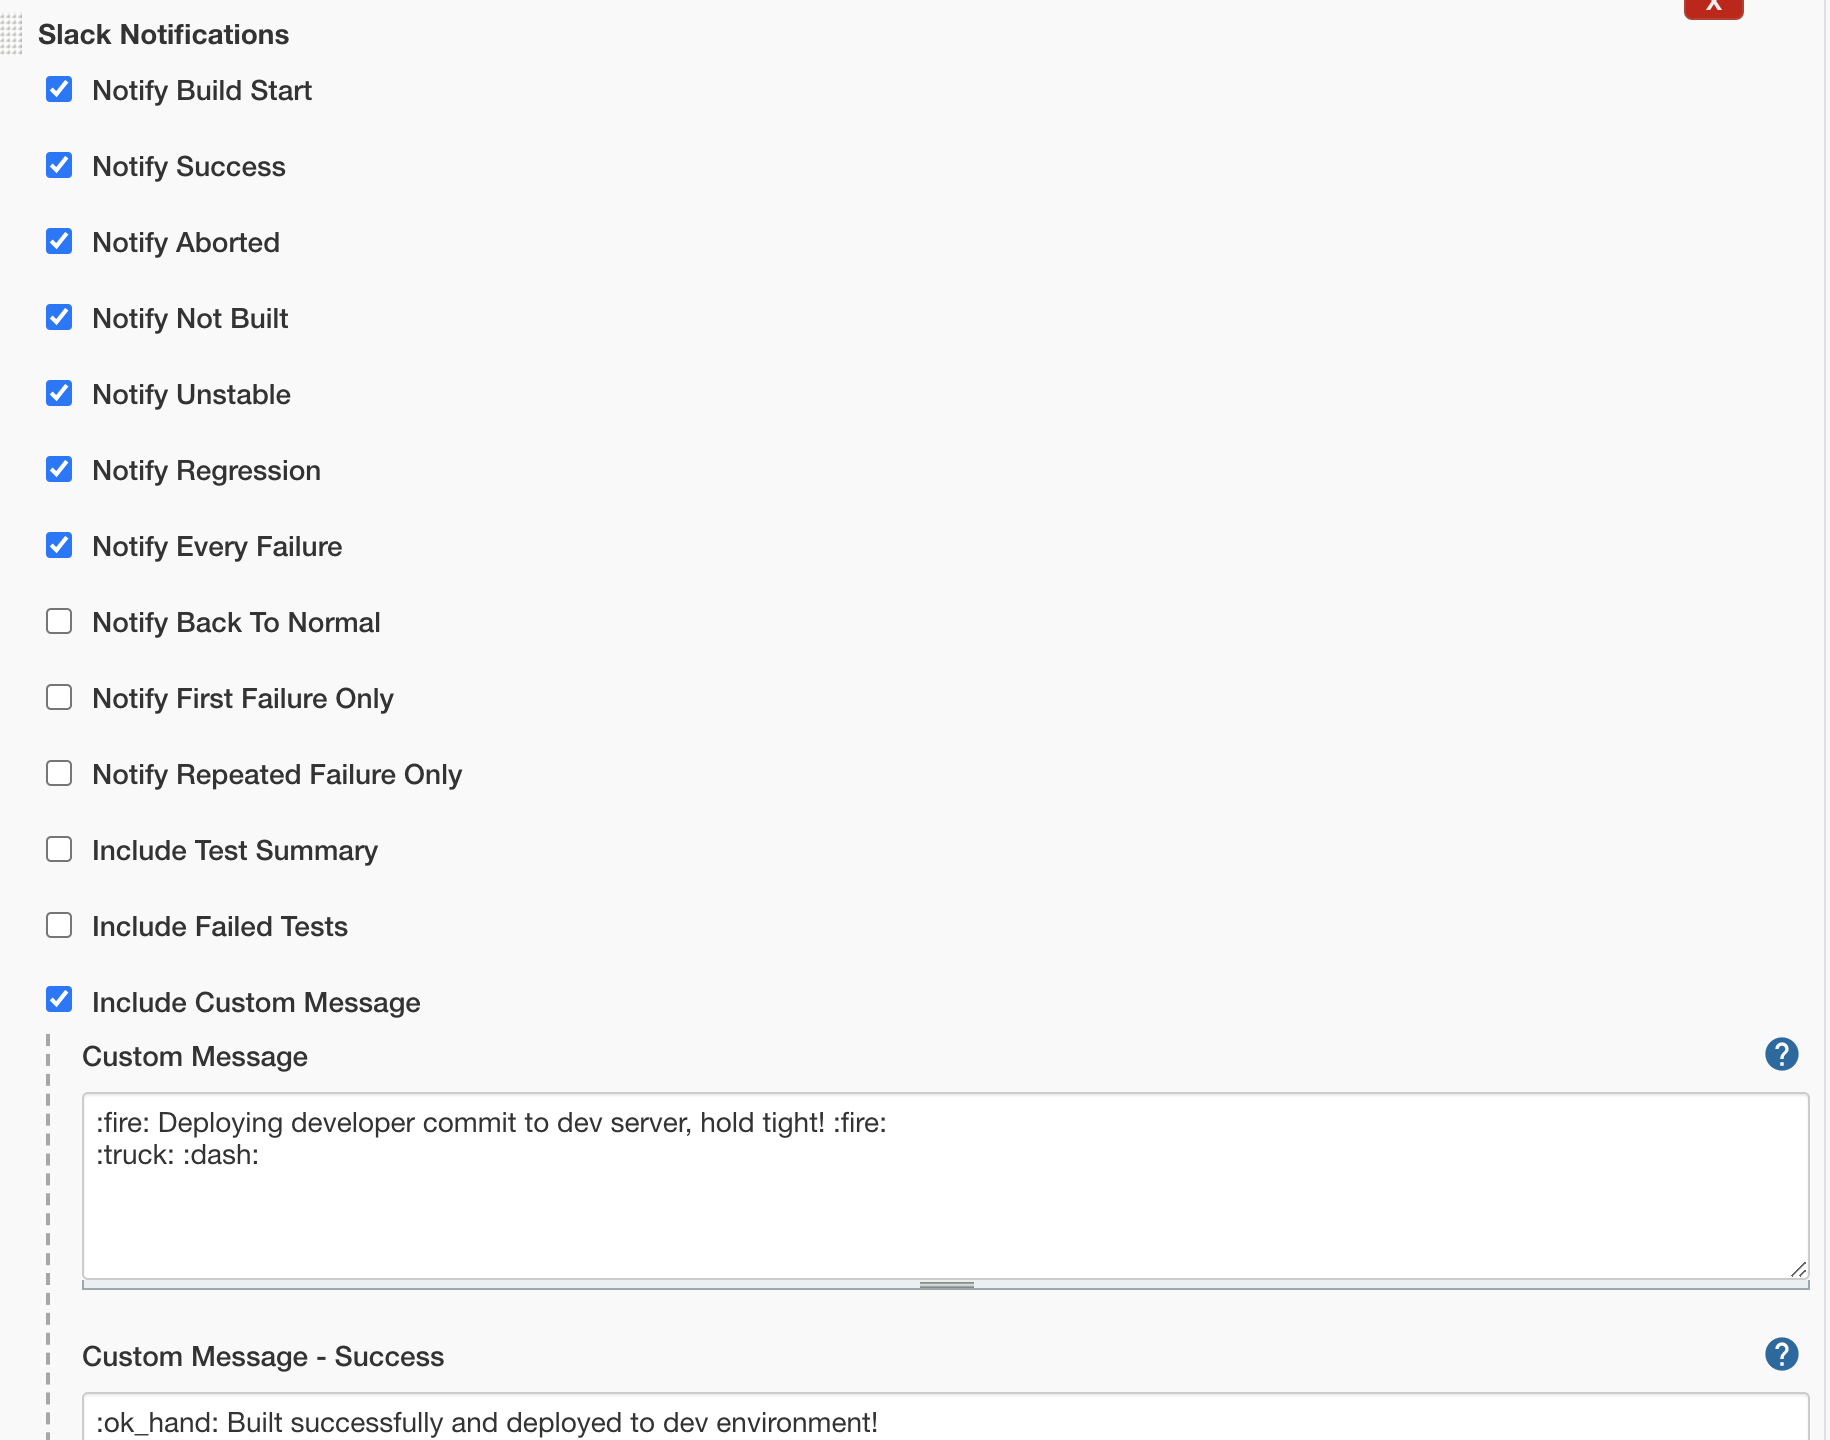 X
Slack Notifications
Notify Build Start
Notify Success
Notify Aborted
Notify Not Built
Notify Unstable
Notify Regression
Notify Every Failure
Notify Back To Normal
Notify First Failure Only
Notify Repeated Failure Only
Include Test Summary
Include Failed Tests
Include Custom Message
Custom Message
?
:fire: Deploying developer commit to dev server, hold tight! :fire:
:truck: :dash:
Custom Message - Success
?
:ok_hand: Built successfully and deployed to dev environment!